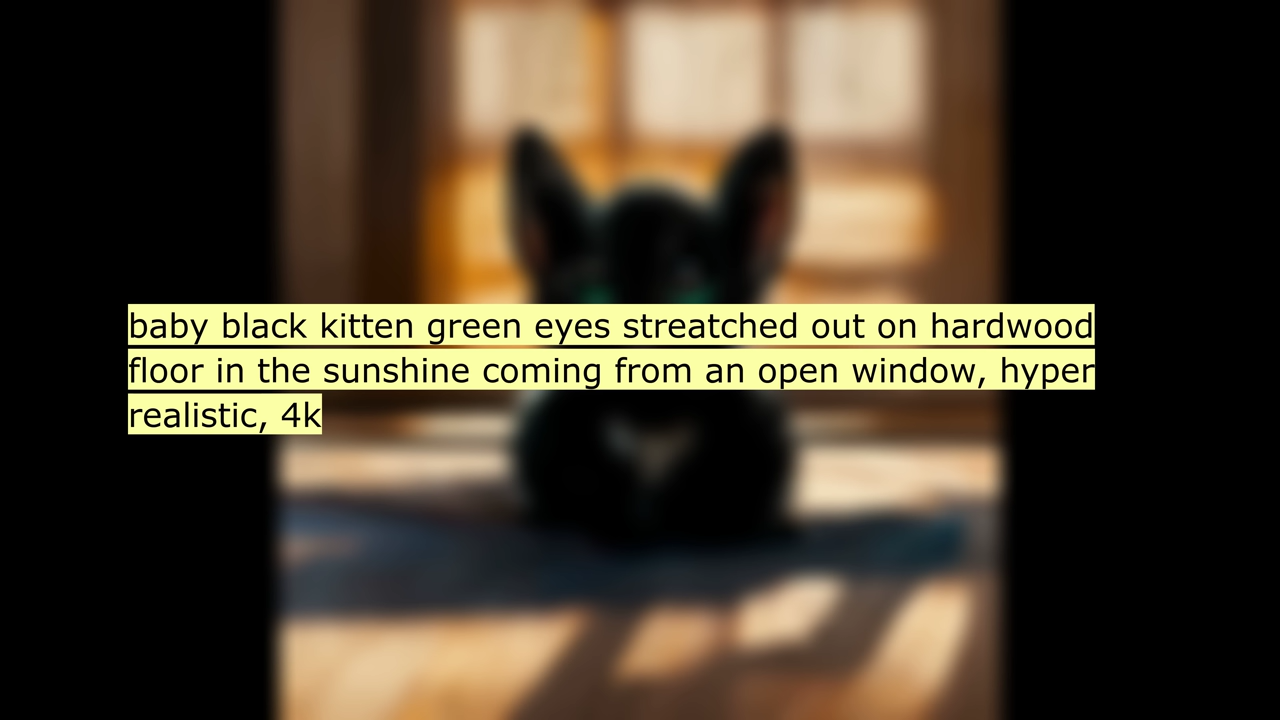 baby black kitten green eyes streatched out on hardwood
floor in the sunshine coming from an open window, hyper
realistic, 4k